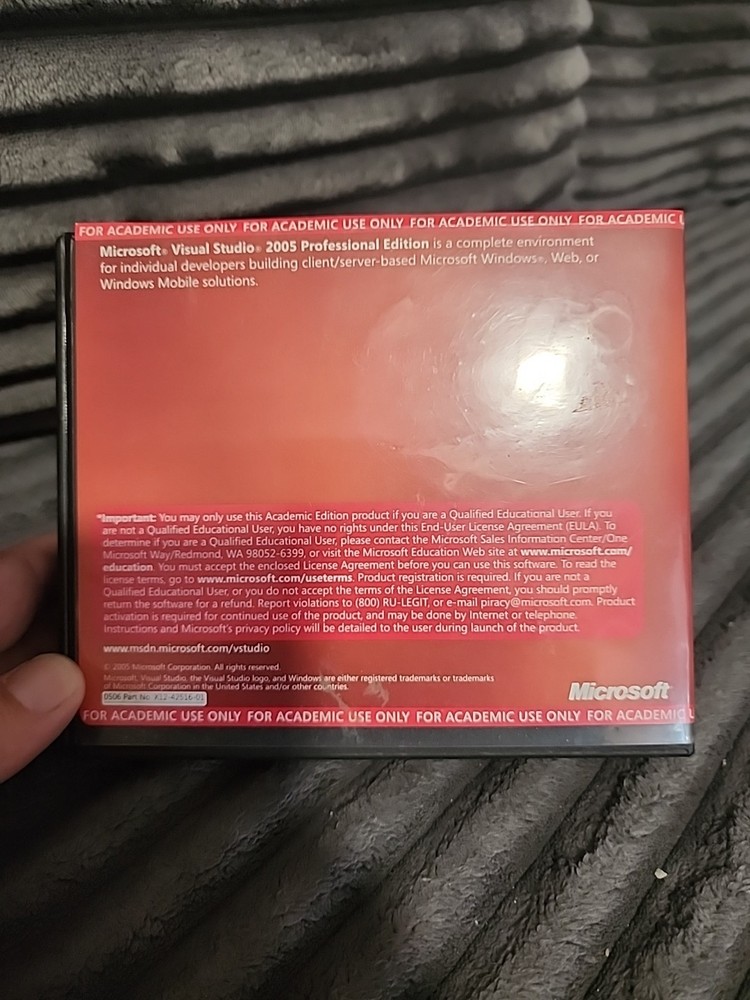 FOR ACADEMIC USE ONLY FOR ACADEMIC USE ONLY FOR ACADEMIC USE ONLY FOR ACADEMIC U
Microsoft® Visual Studio® 2005 Professional Edition is a complete environment
for individual developers building client/server-based Microsoft Windows®, Web, or
Windows Mobile solutions.
*Important: You may only use this Academic Edition product if you are a Qualified Educational User. If you
are not a Qualified Educational User, you have no rights under this End-User License Agreement (EULA). To
determine if you are a Qualified Educational User, please contact the Microsoft Sales Information Center/One
Microsoft Way/Redmond, WA 98052-6399, or visit the Microsoft Education Web site at www.microsoft.com/
education. You must accept the enclosed License Agreement before you can use this software. To read the
license terms, go to www.microsoft.com/useterms. Product registration is required. If you are not a
Qualified Educational User, or you do not accept the terms of the License Agreement, you should promptly
return the software for a refund. Report violations to (800) RU-LEGIT, or e-mail piracy@microsoft.com. Product
activation is required for continued use of the product, and may be done by Internet or telephone.
Instructions and Microsoft's privacy policy will be detailed to the user during launch of the product.
www.msdn.microsoft.com/vstudio
© 2005 Microsoft Corporation. All rights reserved.
Microsoft, Visual Studio, the Visual Studio logo, and Windows are either registered trademarks or trademarks
of Microsoft Corporation in the United States and/or other countries.
0506 Part No. X12-42516-01
Microsoft
FOR ACADEMIC USE ONLY FOR ACADEMIC USE ONLY FOR ACADEMIC USE ONLY FOR ACADEMIC U